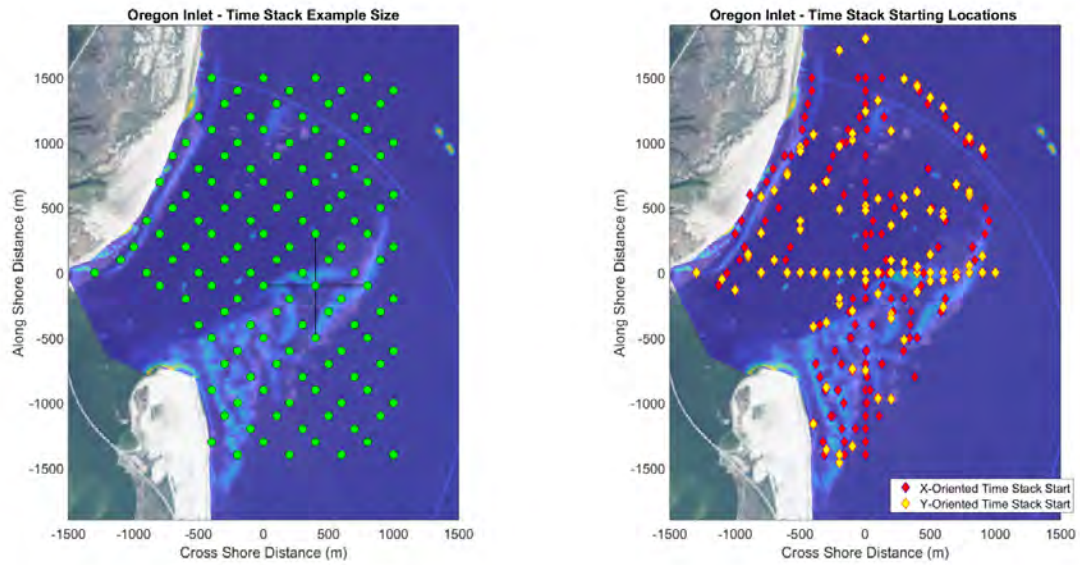 Oregon Inlet - Time Stack Example Size
1500
1000
500
0
-500
-1000
-1500
Along Shore Distance (m)
-1500 -1000 -500 0 500 1000 1500
Cross Shore Distance (m)
Oregon Inlet - Time Stack Starting Locations
1500
1000
500
0
-500
-1000
-1500
Along Shore Distance (m)
X-Oriented Time Stack Start
Y-Oriented Time Stack Start
-1500 -1000 -500 0 500 1000 1500
Cross Shore Distance (m)